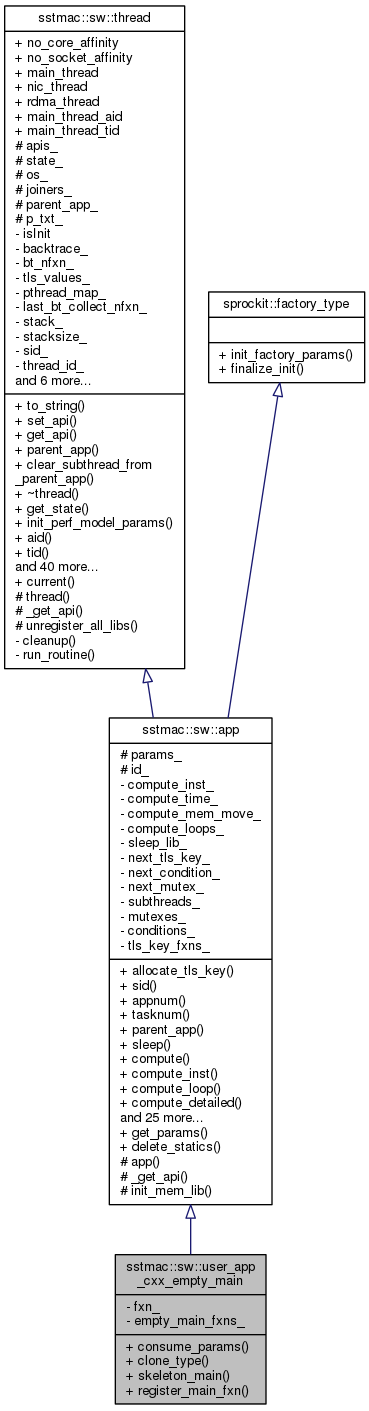 sstmac::sw::thread
+ no_core_affinity
+ no_socket_affinity
+ main_thread
+ nic_thread
+ rdma_thread
+ main_thread_aid
+ main_thread_tid
# apis_
# state_
# os_
# joiners_
# parent_app_
# p_txt_
- isInit
- backtrace_
- bt_nfxn_
- tls_values_
- pthread_map_
- last_bt_collect_nfxn_
- stack_
- stacksize_
- sid_
- thread_id_
and 6 more...
+ to_string()
+ set_api()
+ get_api()
+ parent_app()
+ clear_subthread_from
_parent_app()
+ ~thread()
+ get_state()
+ init_perf_model_params()
+ aid()
+ tid()
and 40 more...
+ current()
# thread()
# _get_api()
# unregister_all_libs()
- cleanup()
- run_routine()
sprockit::factory_type
+ init_factory_params()
+ finalize_init()
sstmac::sw::app
# params_
# id_
- compute_inst_
- compute_time_
- compute_mem_move_
- compute_loops_
- sleep_lib_
- next_tls_key_
- next_condition_
- next_mutex_
- subthreads_
- mutexes_
- conditions_
- tls_key_fxns_
+ allocate_tls_key()
+ sid()
+ appnum()
+ tasknum()
+ parent_app()
+ sleep()
+ compute()
+ compute_inst()
+ compute_loop()
+ compute_detailed()
and 25 more...
+ get_params()
+ delete_statics()
# app()
# _get_api()
# init_mem_lib()
sstmac::sw::user_app
_cxx_empty_main
- fxn_
- empty_main_fxns_
+ consume_params()
+ clone_type()
+ skeleton_main()
+ register_main_fxn()